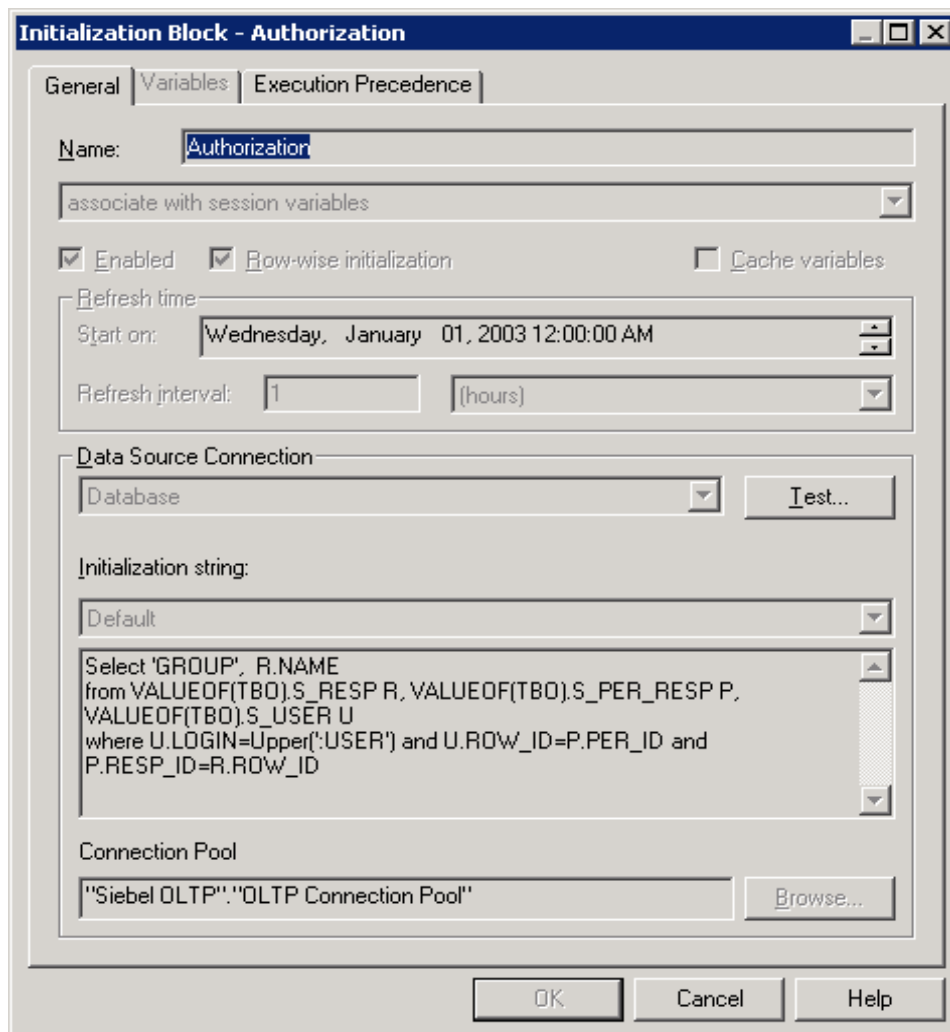 Initialization Block - Authorization
General Variables Execution Precedence
Name: Authorization
associate with session variables
Enabled Row-wise initialization Cache variables
Refresh time
Start on: Wednesday, January 01, 2003 12:00:00 AM
Refresh interval: 1 (hours)
Data Source Connection
Database Test...
Initialization string:
Default
Select 'GROUP', R.NAME
from VALUEOF(TBO).S_RESP R, VALUEOF(TBO).S_PER_RESP P,
VALUEOF(TBO).S_USER U
where U.LOGIN=Upper(':USER') and U.ROW_ID=P.PER_ID and
P.RESP_ID=R.ROW_ID
Connection Pool
"Siebel OLTP"."OLTP Connection Pool" Browse...
OK Cancel Help